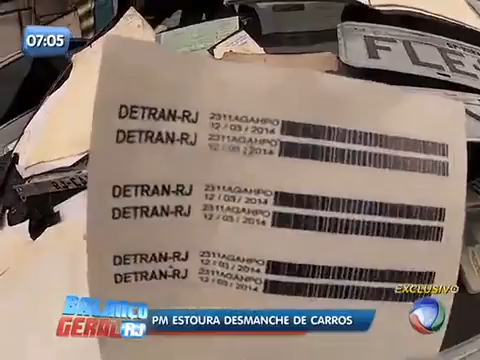 07:05
FLE
DETRAN-RJ 2311AGAHPO
12/03/2014
DETRAN-RJ 2311AGAHPO
12/03/2014
DETRAN-RJ 2311AGAHPO
12/03/2014
DETRAN-RJ 2311AGAHPO
12/03/2014
DETRAN-RJ 2311AGAHPO
12/03/2014
DETRAN-RJ 2311AGAHPO
12/03/2014
EXCLUSIVO
BALANÇO
GERAL RJ
PM ESTOURA DESMANCHE DE CARROS